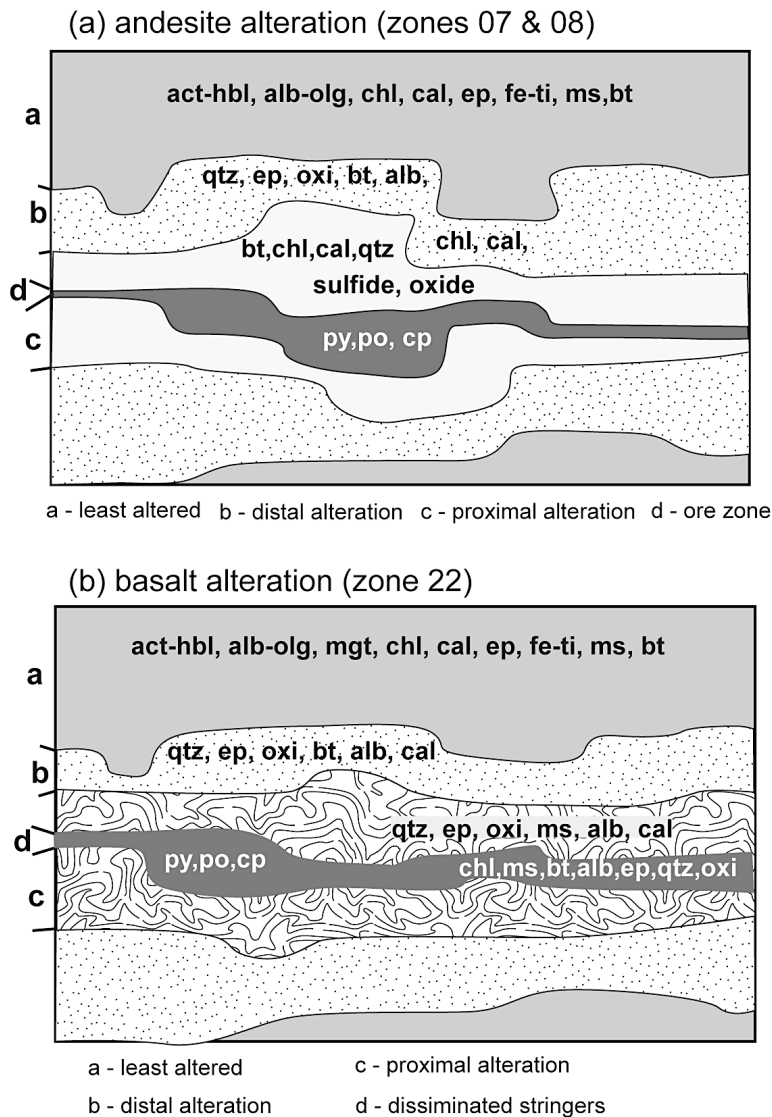 (a) andesite alteration (zones 07 & 08)
act-hbl, alb-olg, chl, cal, ep, fe-ti, ms,bt
a
qtz, ep, oxi, bt, alb,
b
chl, cal,
bt,chl,cal,qtz
sulfide, oxide
d
py,po, cp
c
a - least altered b - distal alteration c - proximal alteration d - ore zone
(b) basalt alteration (zone 22)
act-hbl, alb-olg, mgt, chl, cal, ep, fe-ti, ms, bt
a
qtz, ep, oxi, bt, alb, cal
b
qtz, ep, oxi, ms, alb, cal
d
py,po,cp
chl,ms,bt,alb,ep,qtz,oxi
c
a - least altered c - proximal alteration
b - distal alteration d - dissiminated stringers